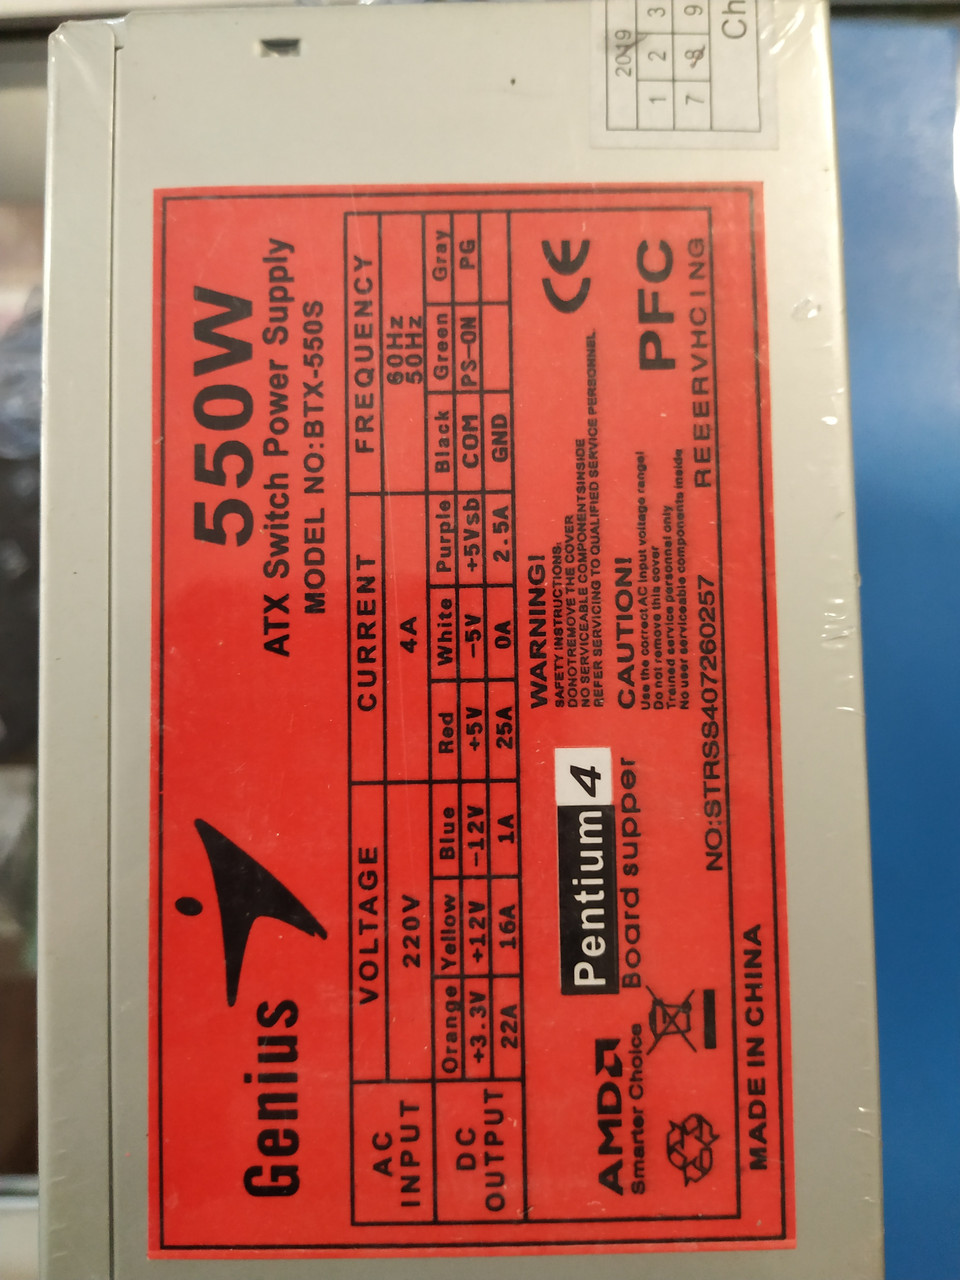 Genius
550W
ATX Switch Power Supply
MODEL NO:BTX-550S
AC INPUT VOLTAGE CURRENT FREQUENCY
220V 4A 60Hz 50Hz
DC OUTPUT Orange Yellow Blue Red White Purple Black Green Gray
+3.3V +12V -12V +5V -5V +5Vsb COM PS-ON PG
22A 16A 1A 25A 0A 2.5A GND
AMD
Smarter Choice
Pentium 4
Board supper
WARNING!
SAFETY INSTRUCTIONS:
DONOTREMOVE THE COVER
NO SERVICEABLE COMPONENTSINSIDE
REFER SERVICING TO QUALIFIED SERVICE PERSONNEL
CE
CAUTION!
Use the correct AC input voltage range!
Do not remove this cover
Trained service personnel only
No user serviceable components inside
PFC
NO:STRSS407260257 REEERVHCING
MADE IN CHINA
2019
1 2 3
7 8 9
Ch